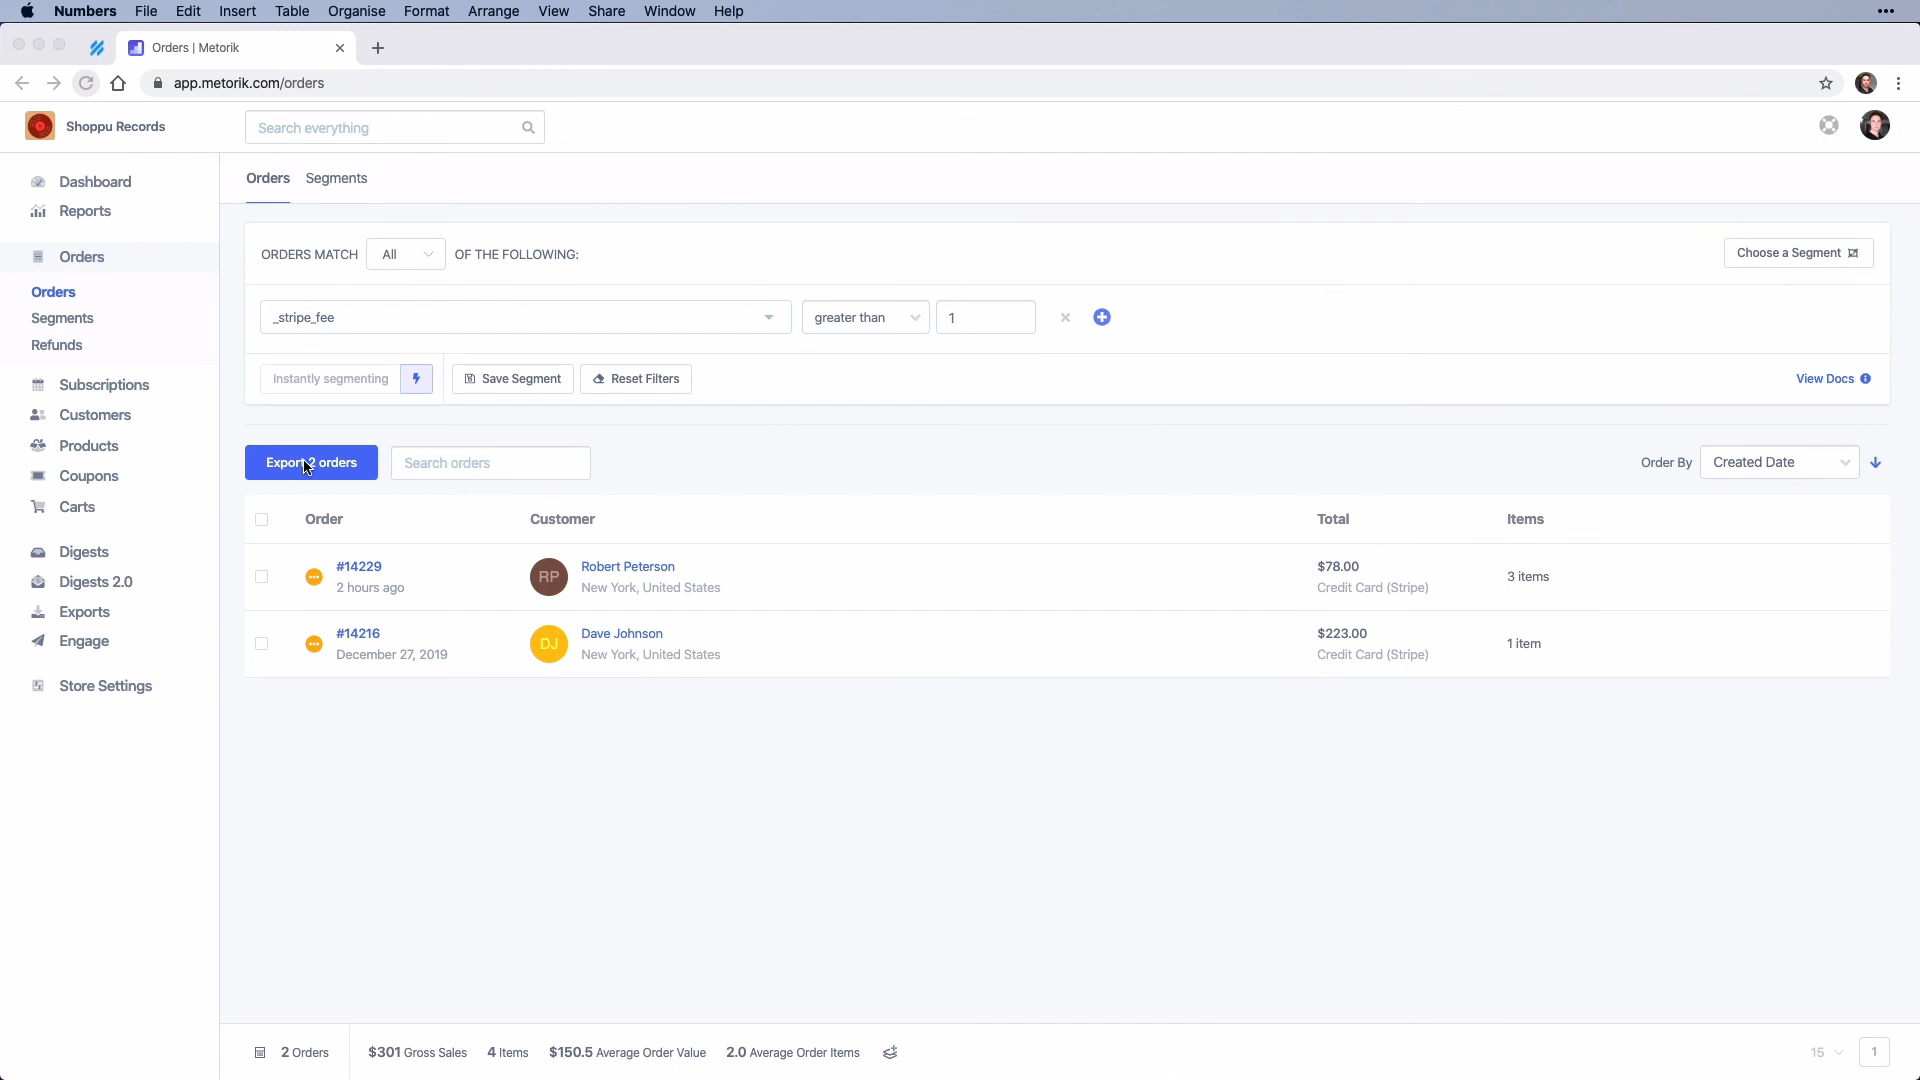 Numbers File Edit Insert Table Organise Format Arrange View Share Window Help
Orders | Metorik
app.metorik.com/orders
Shoppu Records
Search everything
Dashboard
Reports
Orders
Orders
Segments
Refunds
Subscriptions
Customers
Products
Coupons
Carts
Digests
Digests 2.0
Exports
Engage
Store Settings
Orders Segments
ORDERS MATCH All OF THE FOLLOWING:
Choose a Segment
_stripe_fee greater than 1
Instantly segmenting Save Segment Reset Filters View Docs
Export 2 orders Search orders Order By Created Date
Order Customer Total Items
#14229
2 hours ago
RP
Robert Peterson
New York, United States
$78.00
Credit Card (Stripe)
3 items
#14216
December 27, 2019
DJ
Dave Johnson
New York, United States
$223.00
Credit Card (Stripe)
1 item
2 Orders $301 Gross Sales 4 Items $150.5 Average Order Value 2.0 Average Order Items 15 1